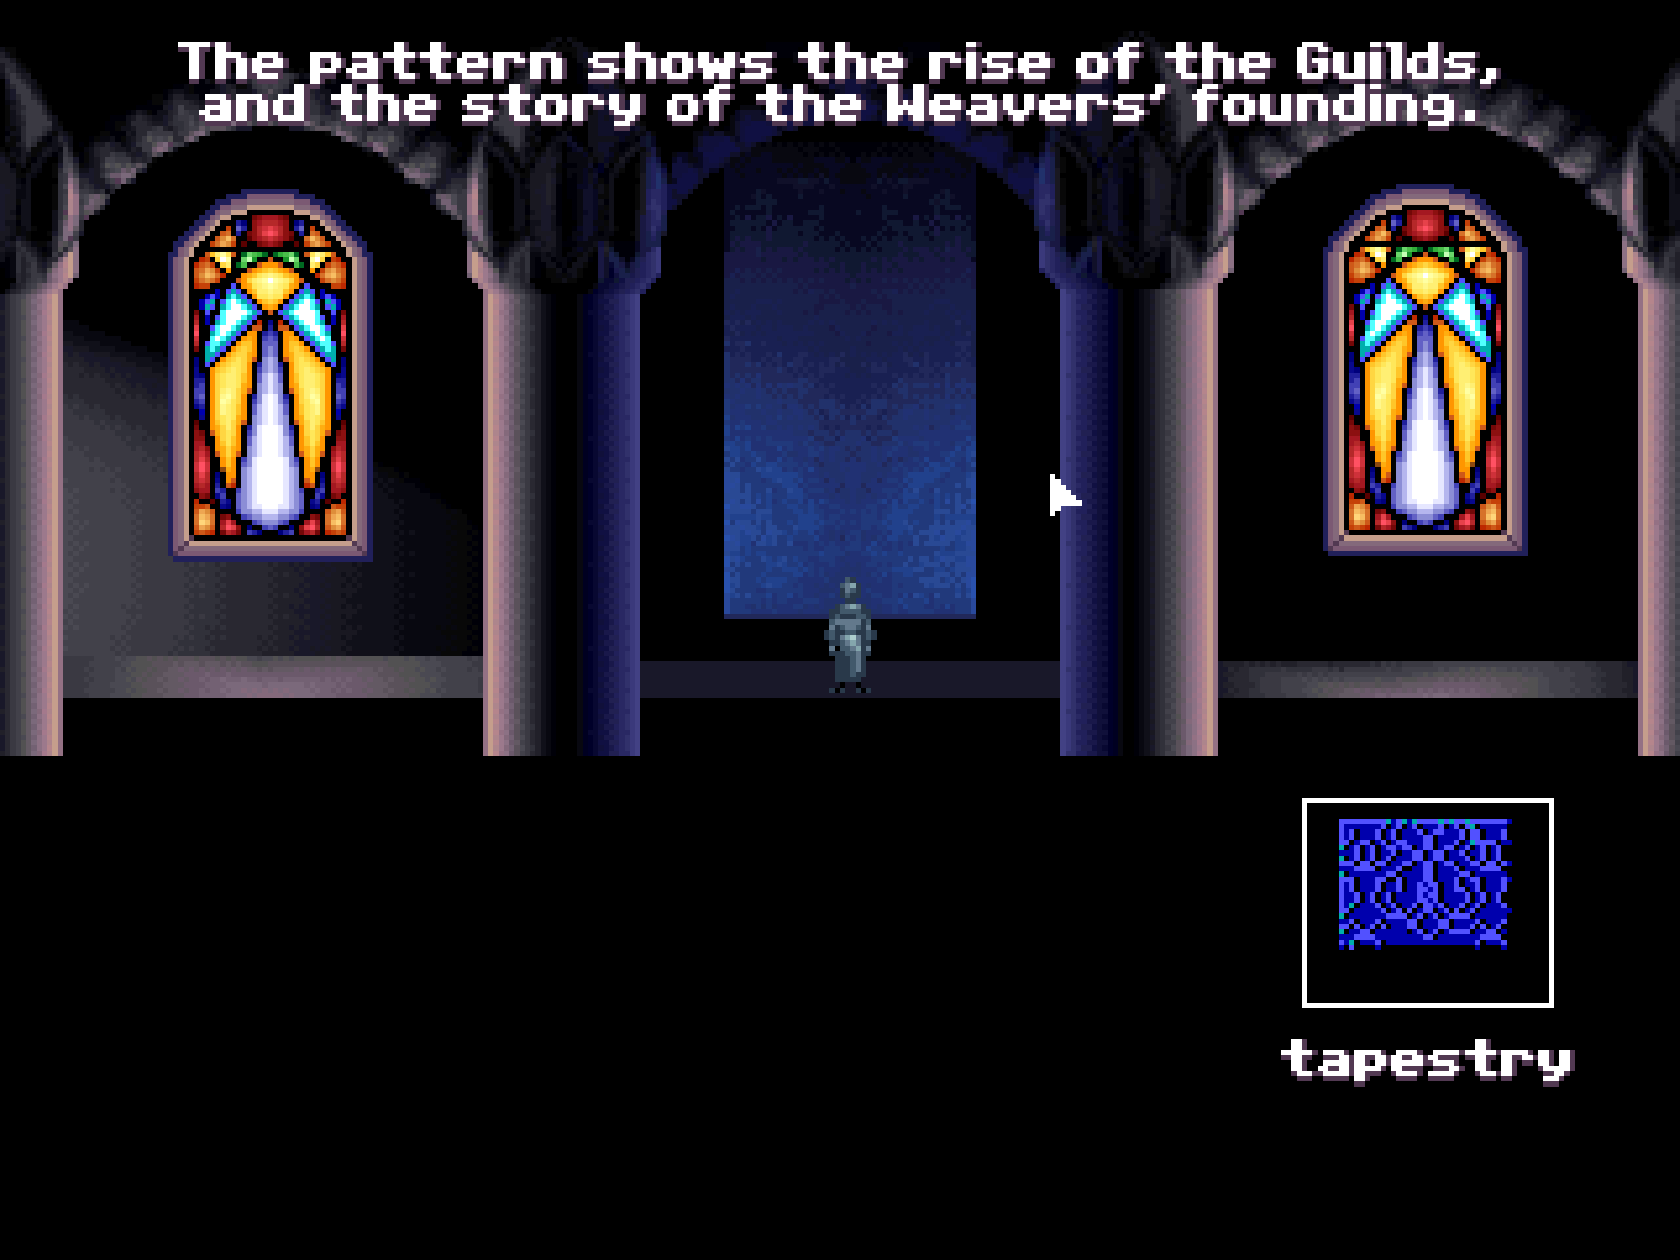 The pattern shows the rise of the Guilds,
and the story of the Weavers' founding.
tapestry